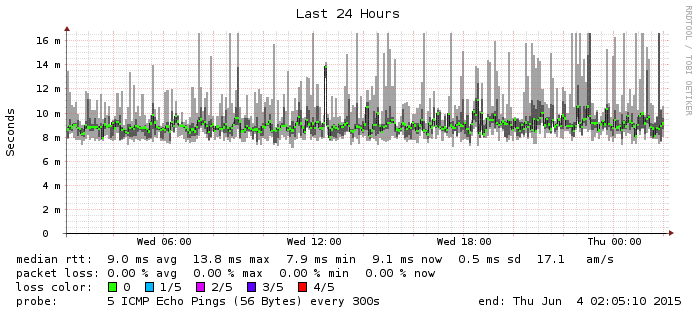 Last 24 Hours
RRDTOOL / TOBI OETIKER
Seconds
16 m
14 m
12 m
10 m
8 m
6 m
4 m
2 m
0
Wed 06:00 Wed 12:00 Wed 18:00 Thu 00:00
median rtt: 9.0 ms avg 13.8 ms max 7.9 ms min 9.1 ms now 0.5 ms sd 17.1 am/s
packet loss: 0.00 % avg 0.00 % max 0.00 % min 0.00 % now
loss color: 0 1/5 2/5 3/5 4/5
probe: 5 ICMP Echo Pings (56 Bytes) every 300s end: Thu Jun 4 02:05:10 2015